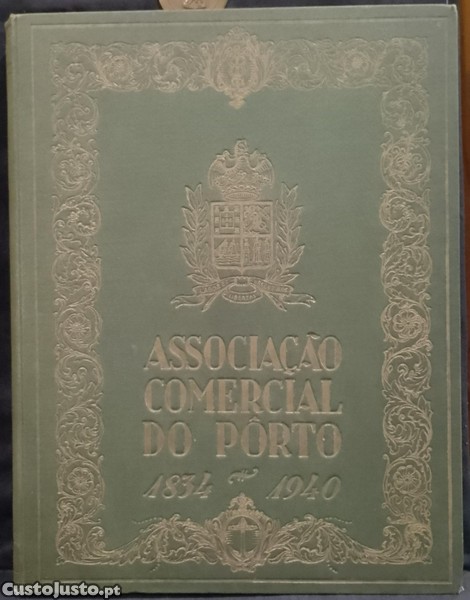 ASSOCIAÇÃO
COMERCIAL
DO PÔRTO
1834 1940
CustoJusto.pt